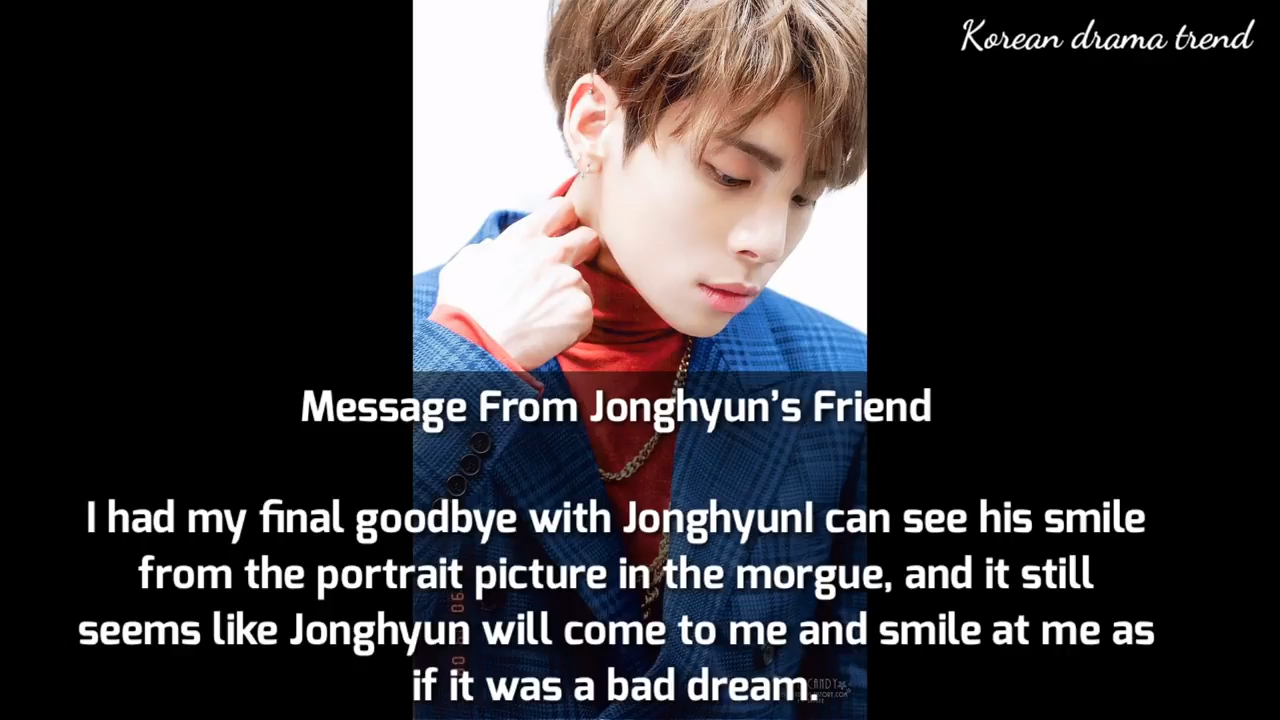 Korean drama trend
Message From Jonghyun's Friend
I had my final goodbye with JonghyunI can see his smile
from the portrait picture in the morgue, and it still
seems like Jonghyun will come to me and smile at me as
if it was a bad dream.